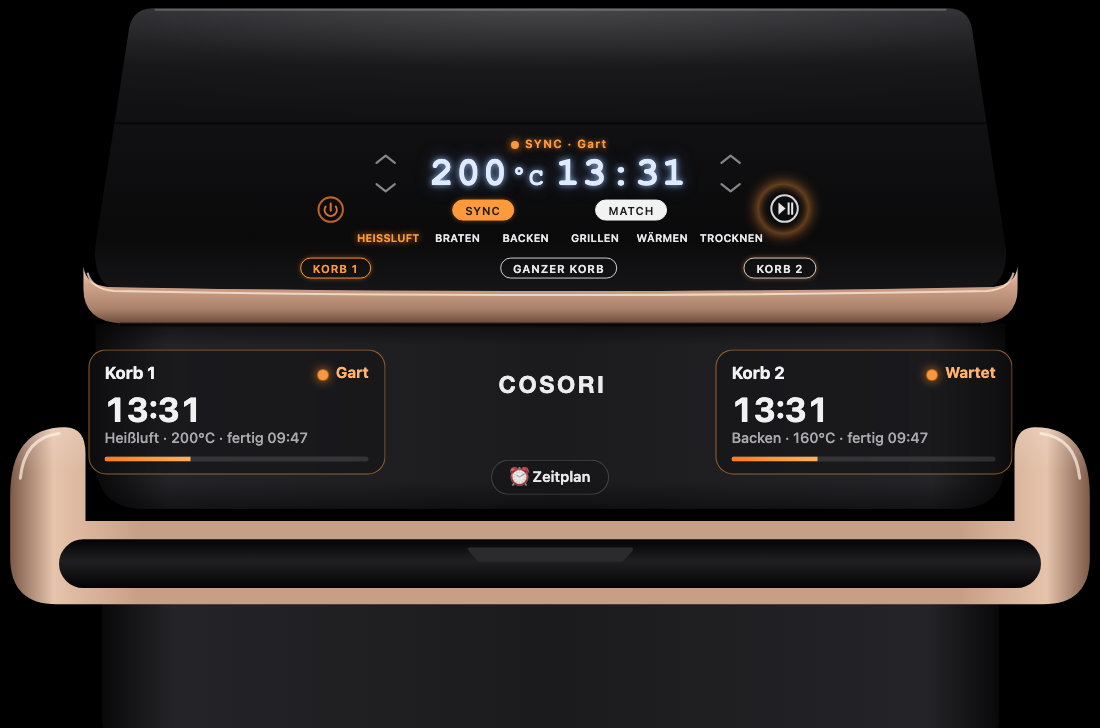 SYNC · Gart
200°C 13:31
SYNC MATCH
HEISSLUFT BRATEN BACKEN GRILLEN WÄRMEN TROCKNEN
KORB 1 GANZER KORB KORB 2
Korb 1 Gart
13:31
Heißluft · 200°C · fertig 09:47
COSORI
Zeitplan
Korb 2 Wartet
13:31
Backen · 160°C · fertig 09:47